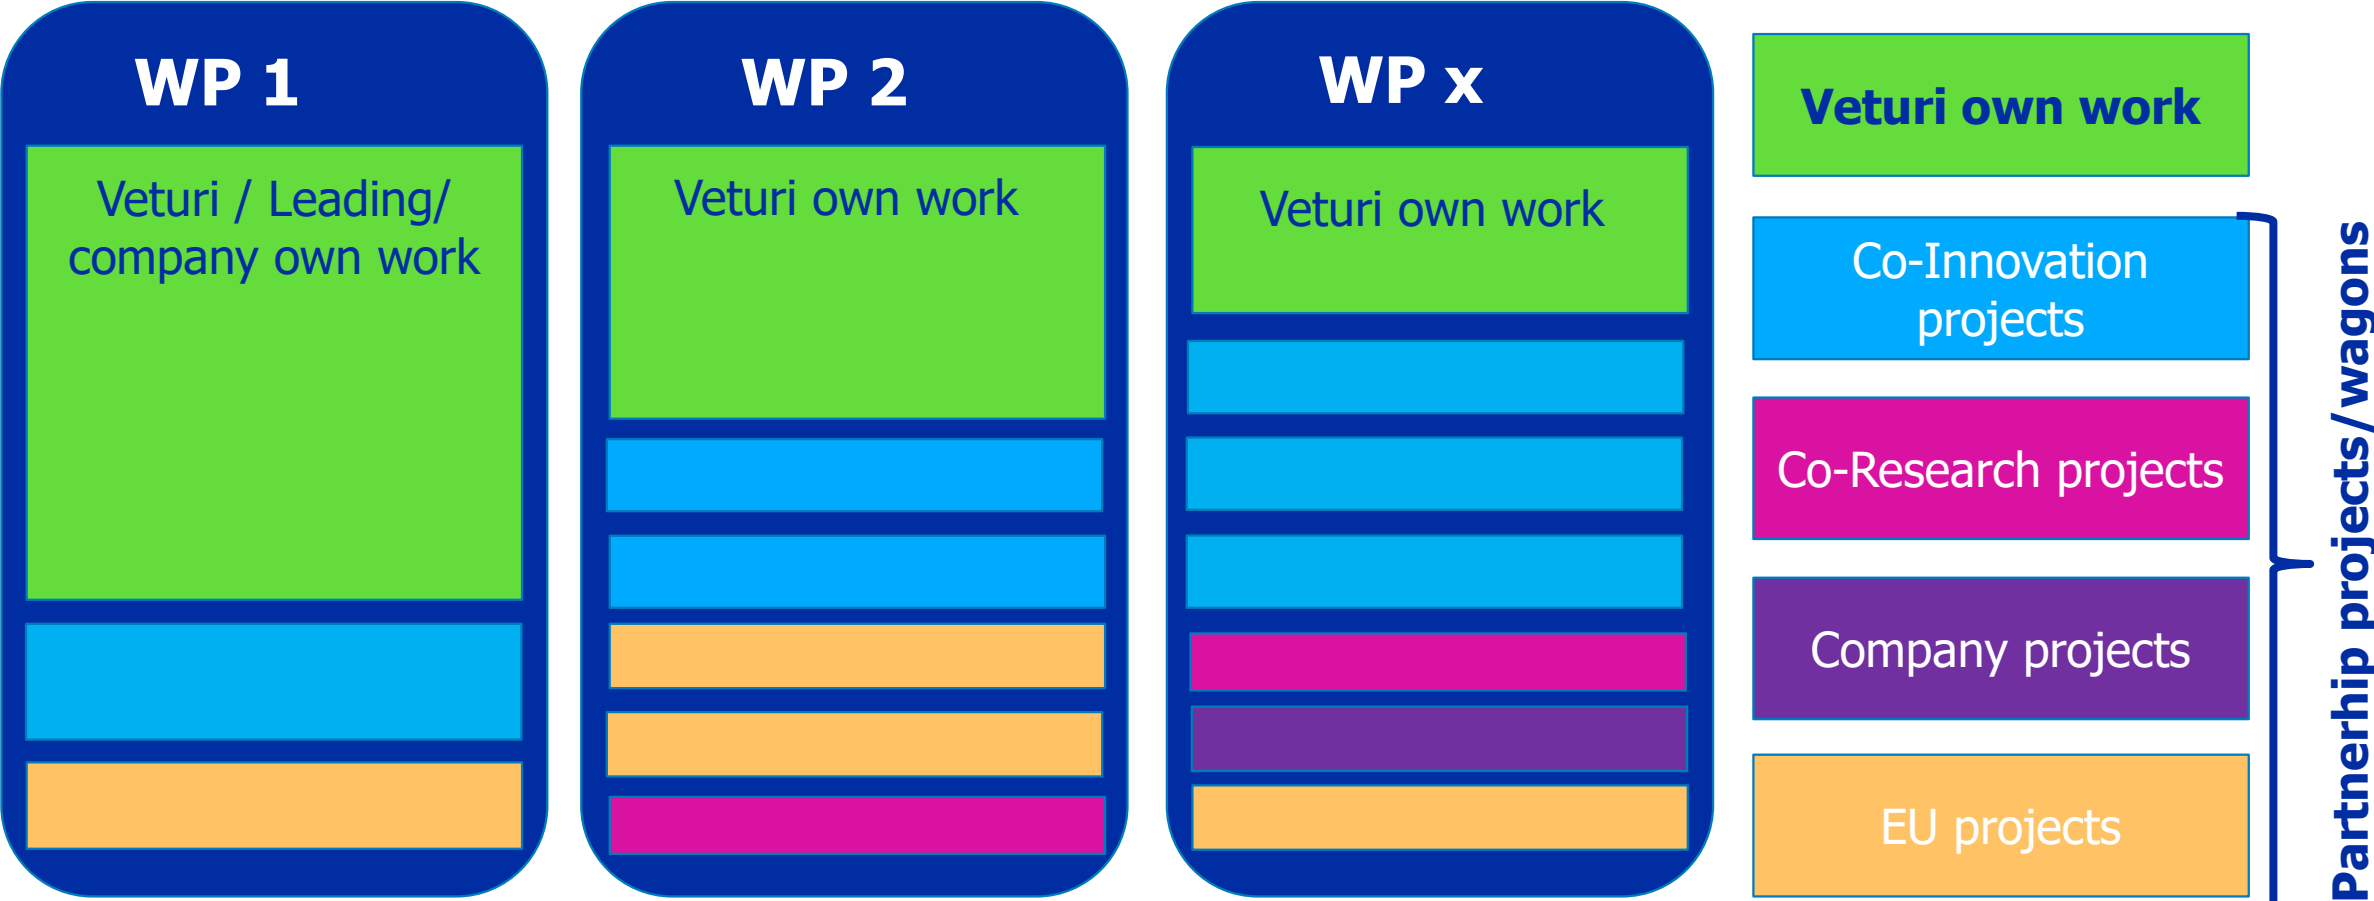 WP 1
Veturi / Leading/
company own work
WP 2
Veturi own work
WP x
Veturi own work
Veturi own work
Co-Innovation
projects
Co-Research projects
Company projects
EU projects
Partnerhip projects/wagons